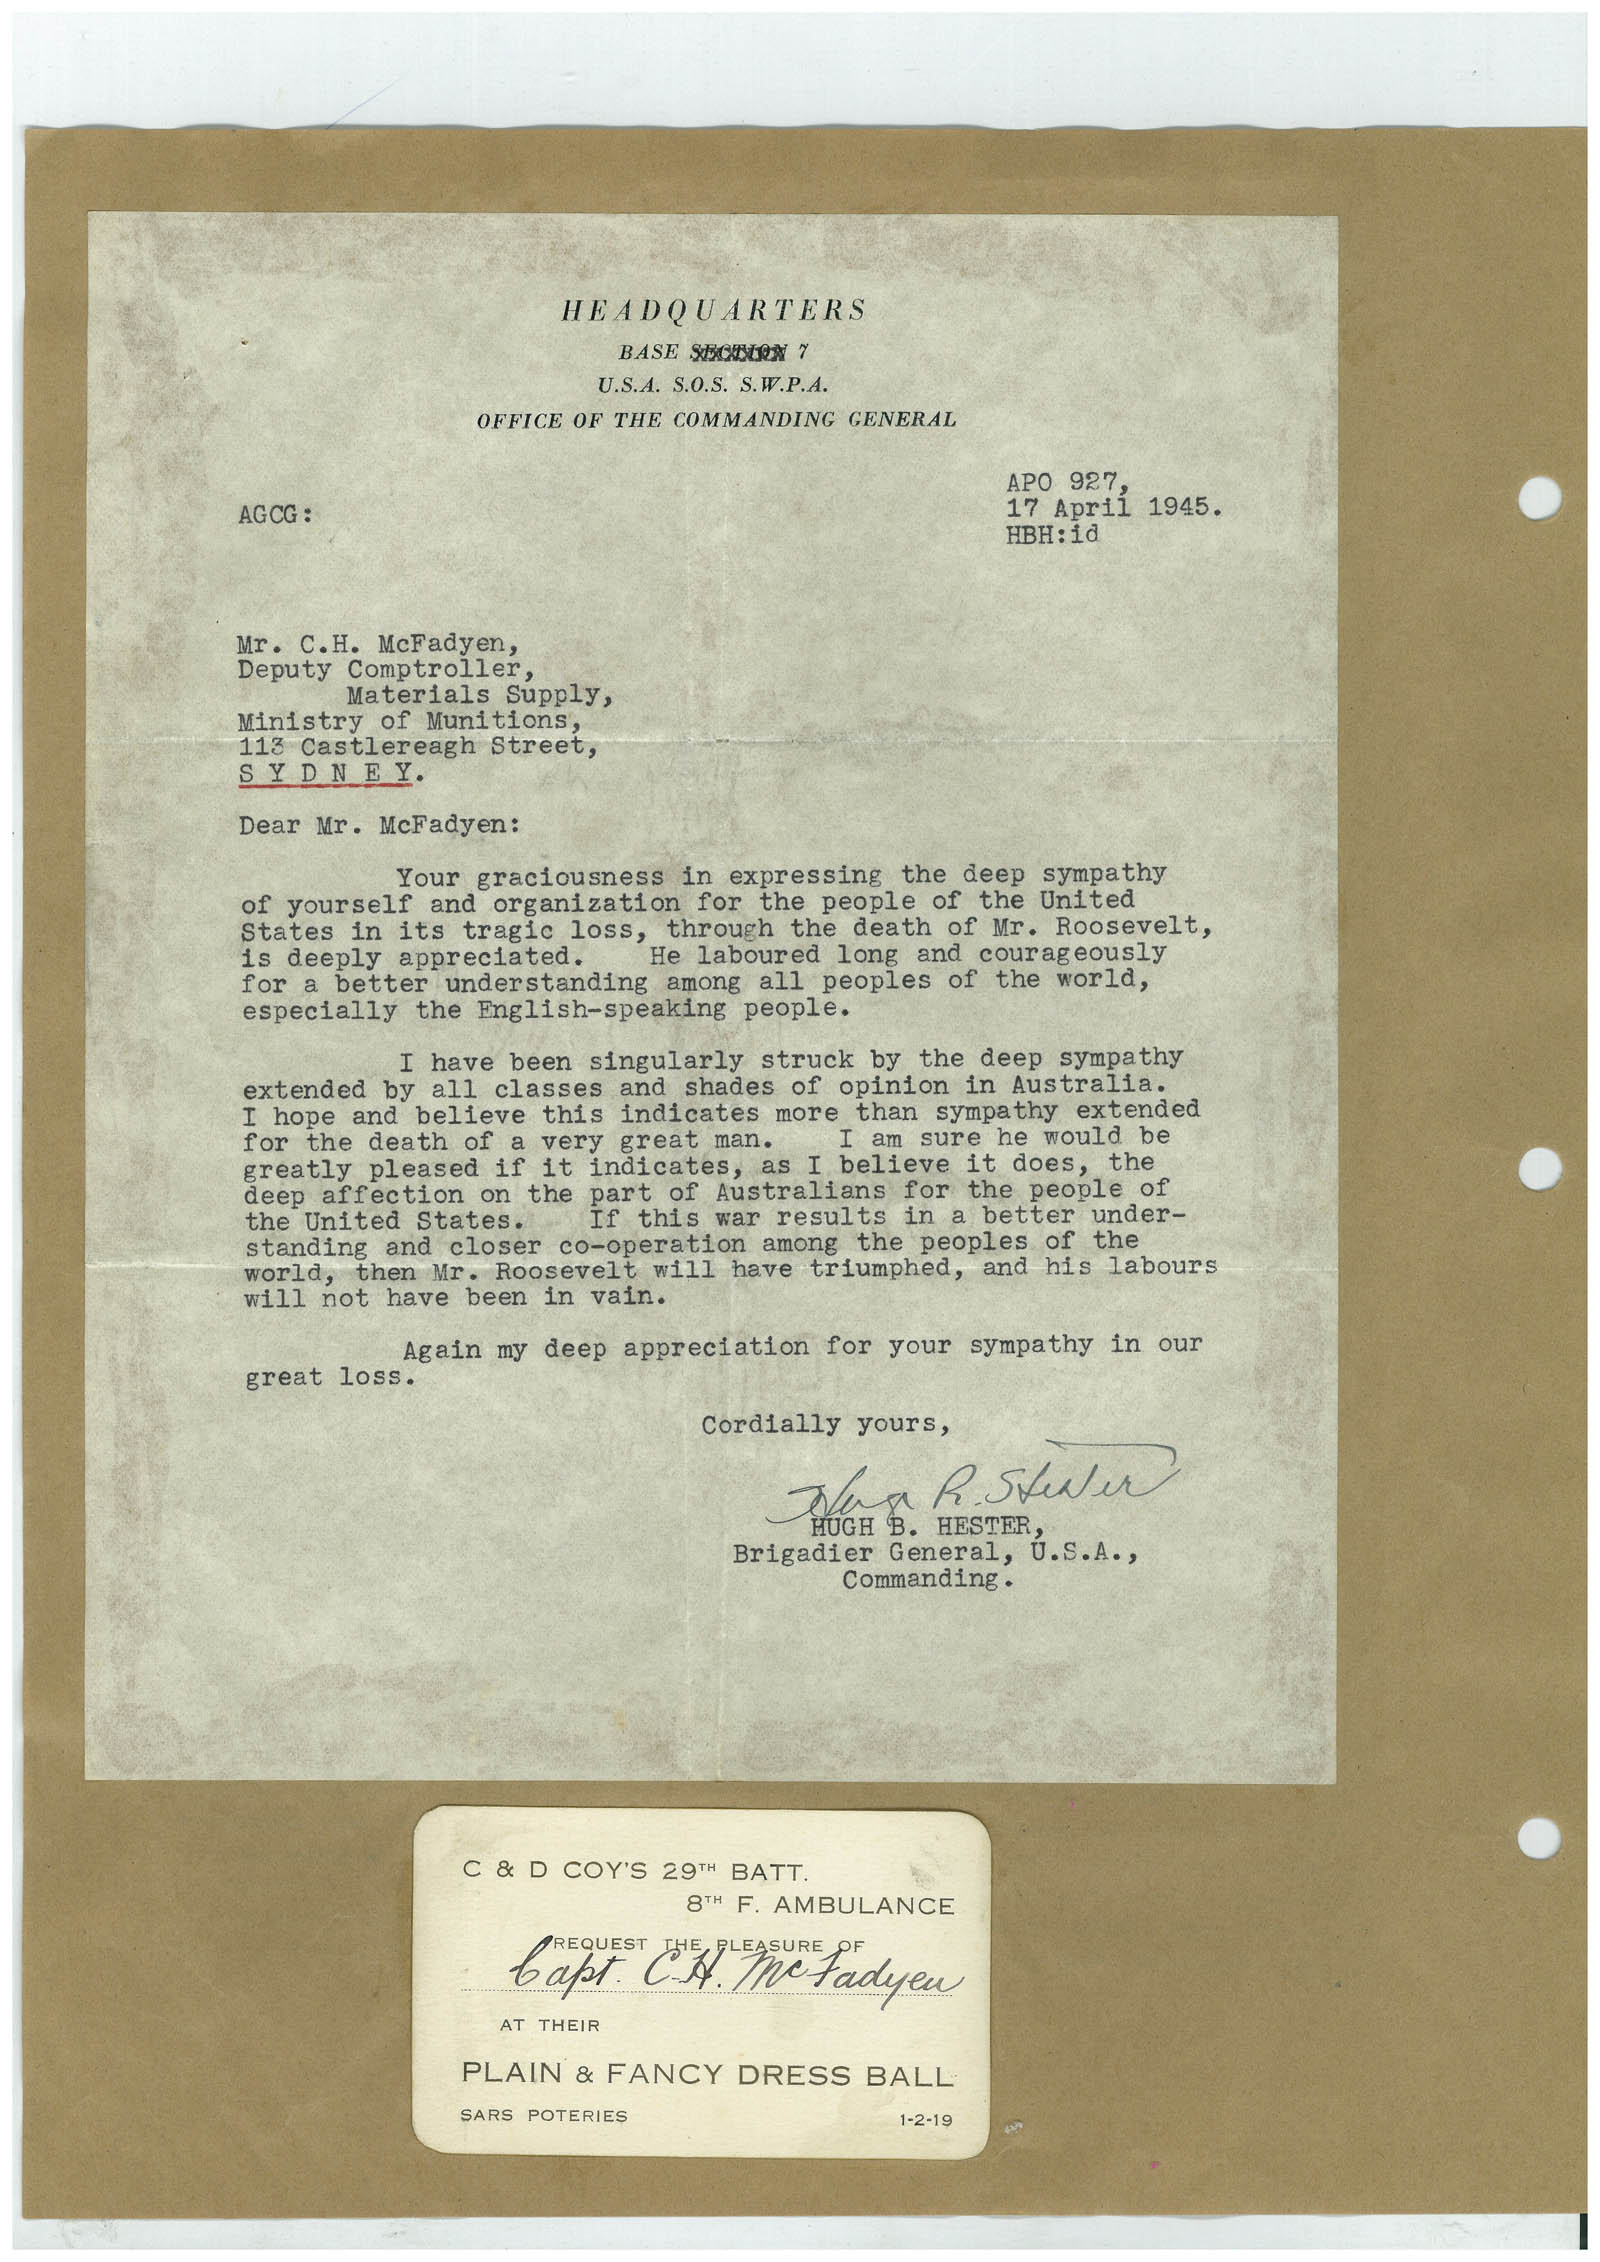 HEADQUARTERS
BASE SECTION 7
U.S.A. S.O.S. S.W.P.A.
OFFICE OF THE COMMANDING GENERAL
APO 927,
17 April 1945.
AGCG:
HBH:id
Mr. C.H. McFadyen,
Deputy Comptroller,
Materials Supply,
Ministry of Munitions,
113 Castlereagh Street,
S Y D N E Y.
Dear Mr. McFadyen:
Your graciousness in expressing the deep sympathy
of yourself and organization for the people of the United
States in its tragic loss, through the death of Mr. Roosevelt,
is deeply appreciated. He laboured long and courageously
for a better understanding among all peoples of the world,
especially the English-speaking people.
I have been singularly struck by the deep sympathy
extended by all classes and shades of opinion in Australia.
I hope and believe this indicates more than sympathy extended
for the death of a very great man. I am sure he would be
greatly pleased if it indicates, as I believe it does, the
deep affection on the part of Australians for the people of
the United States. If this war results in a better under-
standing and closer co-operation among the peoples of the
world, then Mr. Roosevelt will have triumphed, and his labours
will not have been in vain.
Again my deep appreciation for your sympathy in our
great loss.
Cordially yours,
Hugh B. Hester
HUGH B. HESTER,
Brigadier General, U.S.A.,
Commanding.
C & D COY'S 29TH BATT.
8TH F. AMBULANCE
REQUEST THE PLEASURE OF
Capt. C.H. McFadyen
AT THEIR
PLAIN & FANCY DRESS BALL
SARS POTERIES 1-2-19